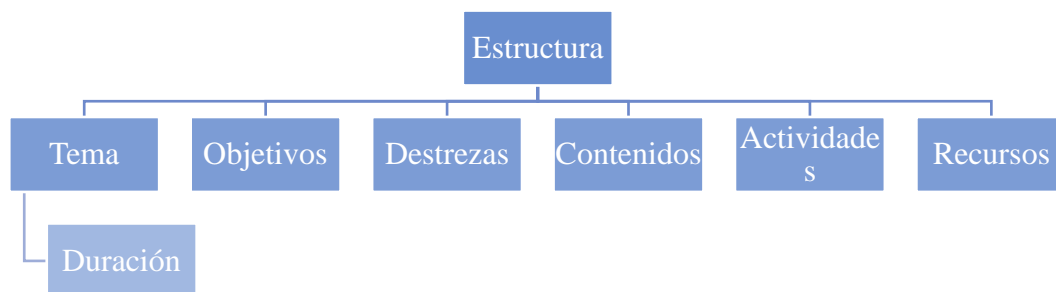 Estructura
Tema
Objetivos
Destrezas
Contenidos
Actividade
s
Recursos
Duración